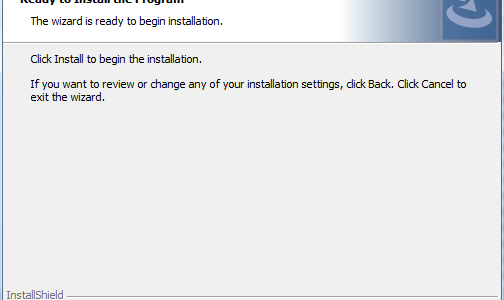 Ready to Install the Program
The wizard is ready to begin installation.
Click Install to begin the installation.
If you want to review or change any of your installation settings, click Back. Click Cancel to
exit the wizard.
InstallShield